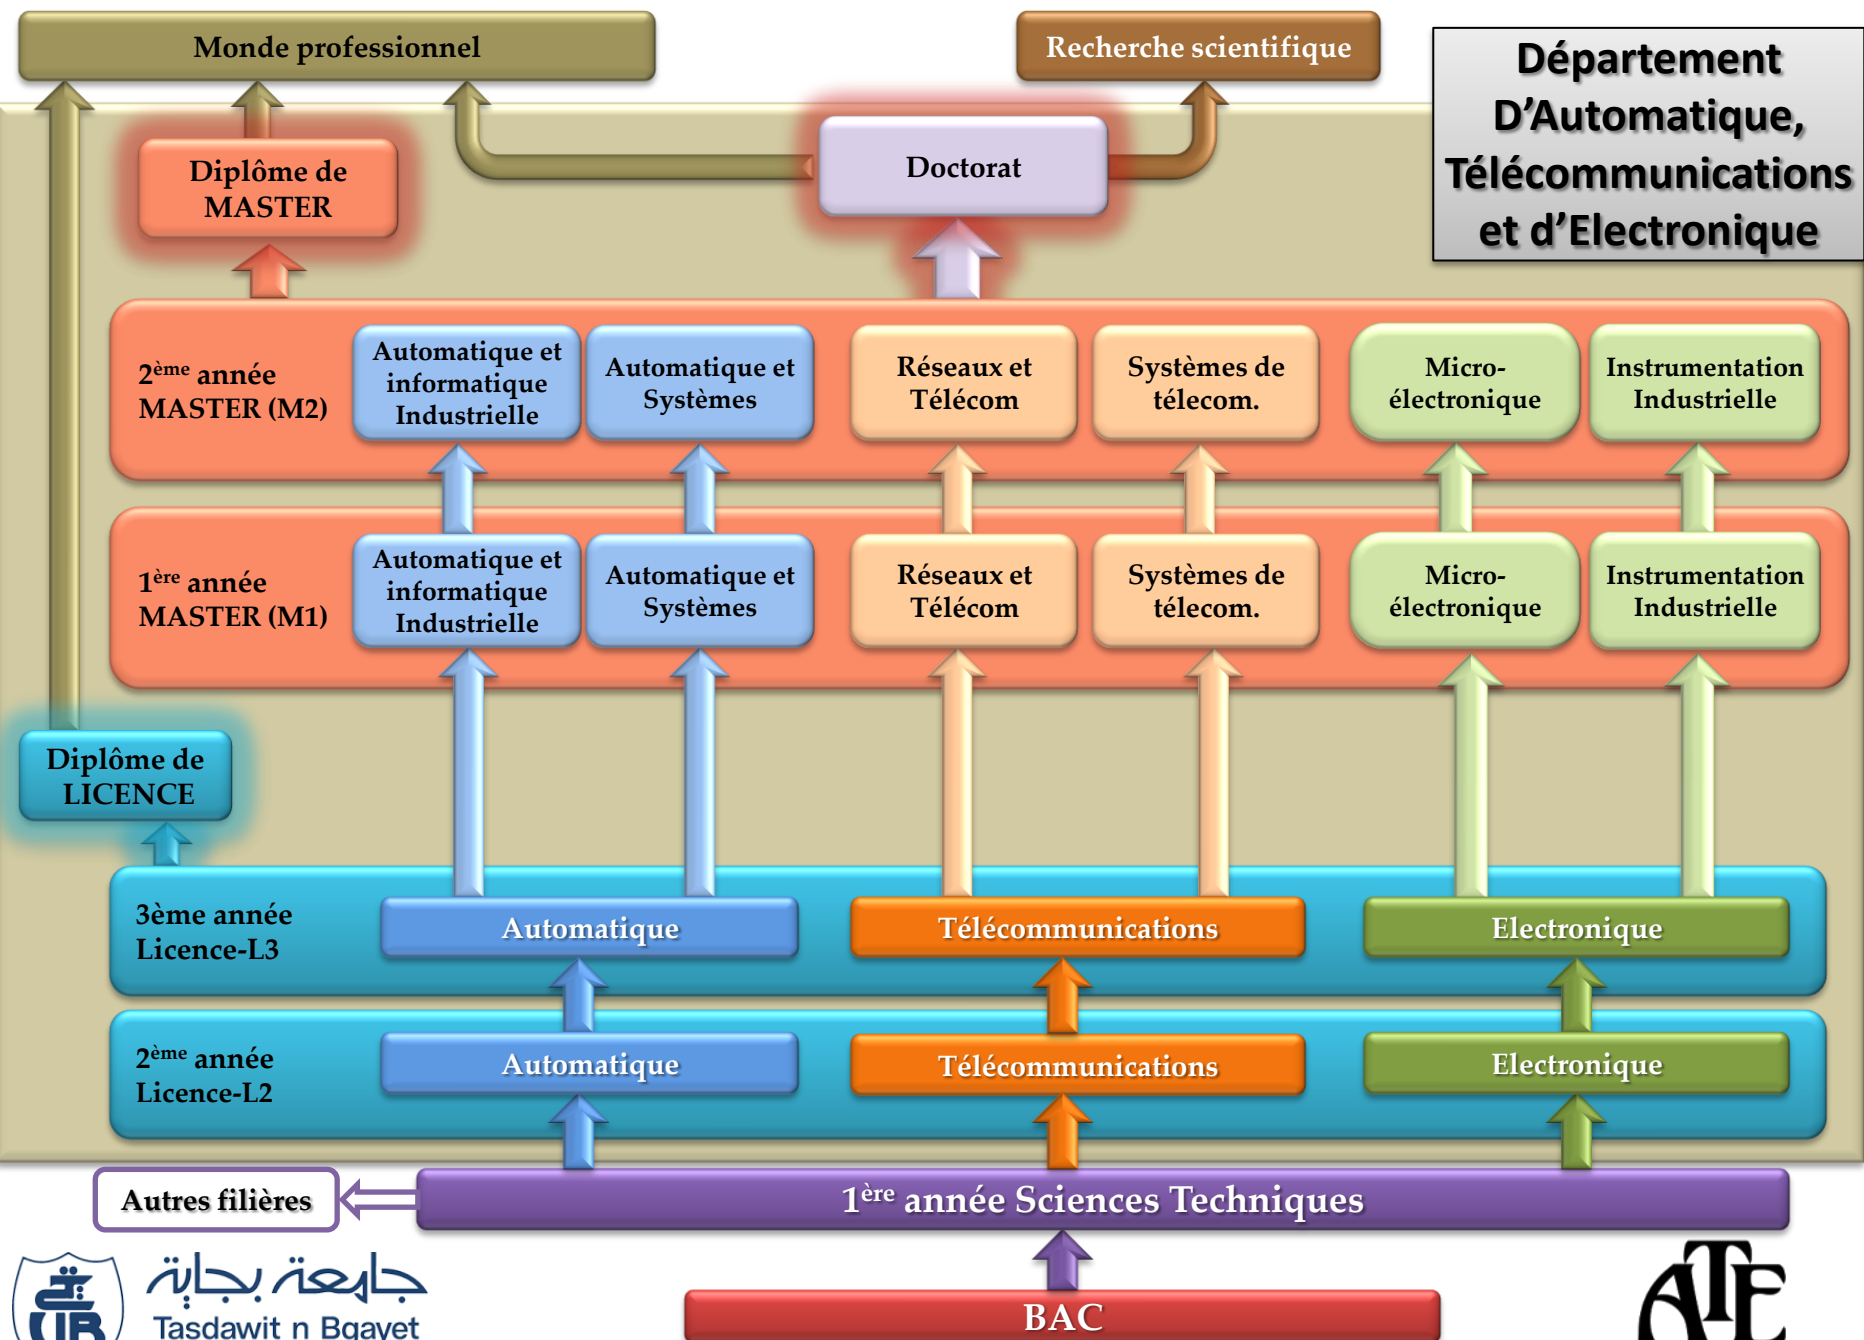 Monde professionnel
Recherche scientifique
Département
D'Automatique,
Télécommunications
et d'Electronique
Diplôme de
MASTER
Doctorat
2ème année
MASTER (M2)
Automatique et
informatique
Industrielle
Automatique et
Systèmes
Réseaux et
Télécom
Systèmes de
télecom.
Micro-
électronique
Instrumentation
Industrielle
1ère année
MASTER (M1)
Automatique et
informatique
Industrielle
Automatique et
Systèmes
Réseaux et
Télécom
Systèmes de
télecom.
Micro-
électronique
Instrumentation
Industrielle
Diplôme de
LICENCE
3ème année
Licence-L3
Automatique
Télécommunications
Electronique
2ème année
Licence-L2
Automatique
Télécommunications
Electronique
Autres filières
1ère année Sciences Techniques
BAC
جامعة بجاية
Tasdawit n Bgayet
ATE